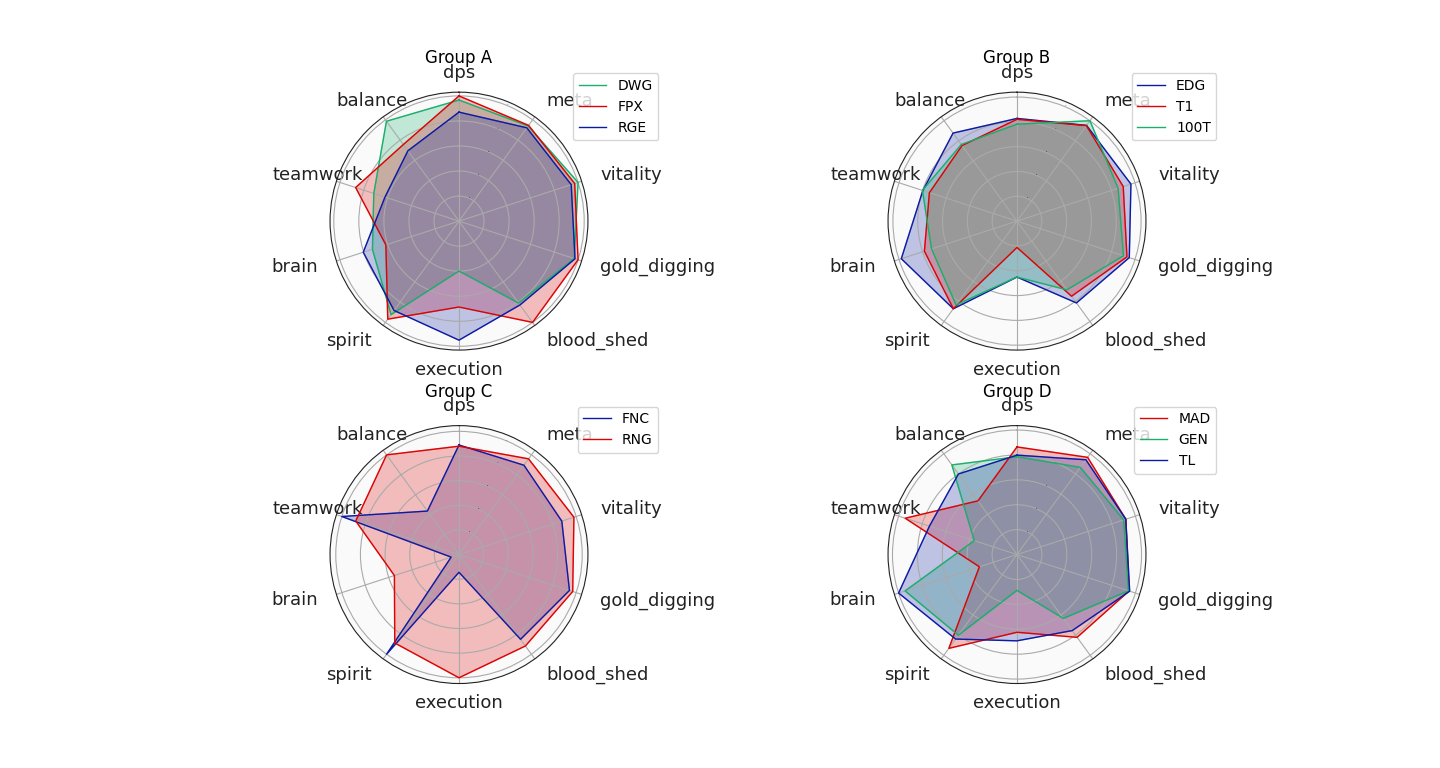 Group A
dps
balance
meta
teamwork
vitality
brain
gold_digging
spirit
blood_shed
execution
DWG
FPX
RGE
Group B
dps
balance
meta
teamwork
vitality
brain
gold_digging
spirit
blood_shed
execution
EDG
T1
100T
Group C
dps
balance
meta
teamwork
vitality
brain
gold_digging
spirit
blood_shed
execution
FNC
RNG
Group D
dps
balance
meta
teamwork
vitality
brain
gold_digging
spirit
blood_shed
execution
MAD
GEN
TL